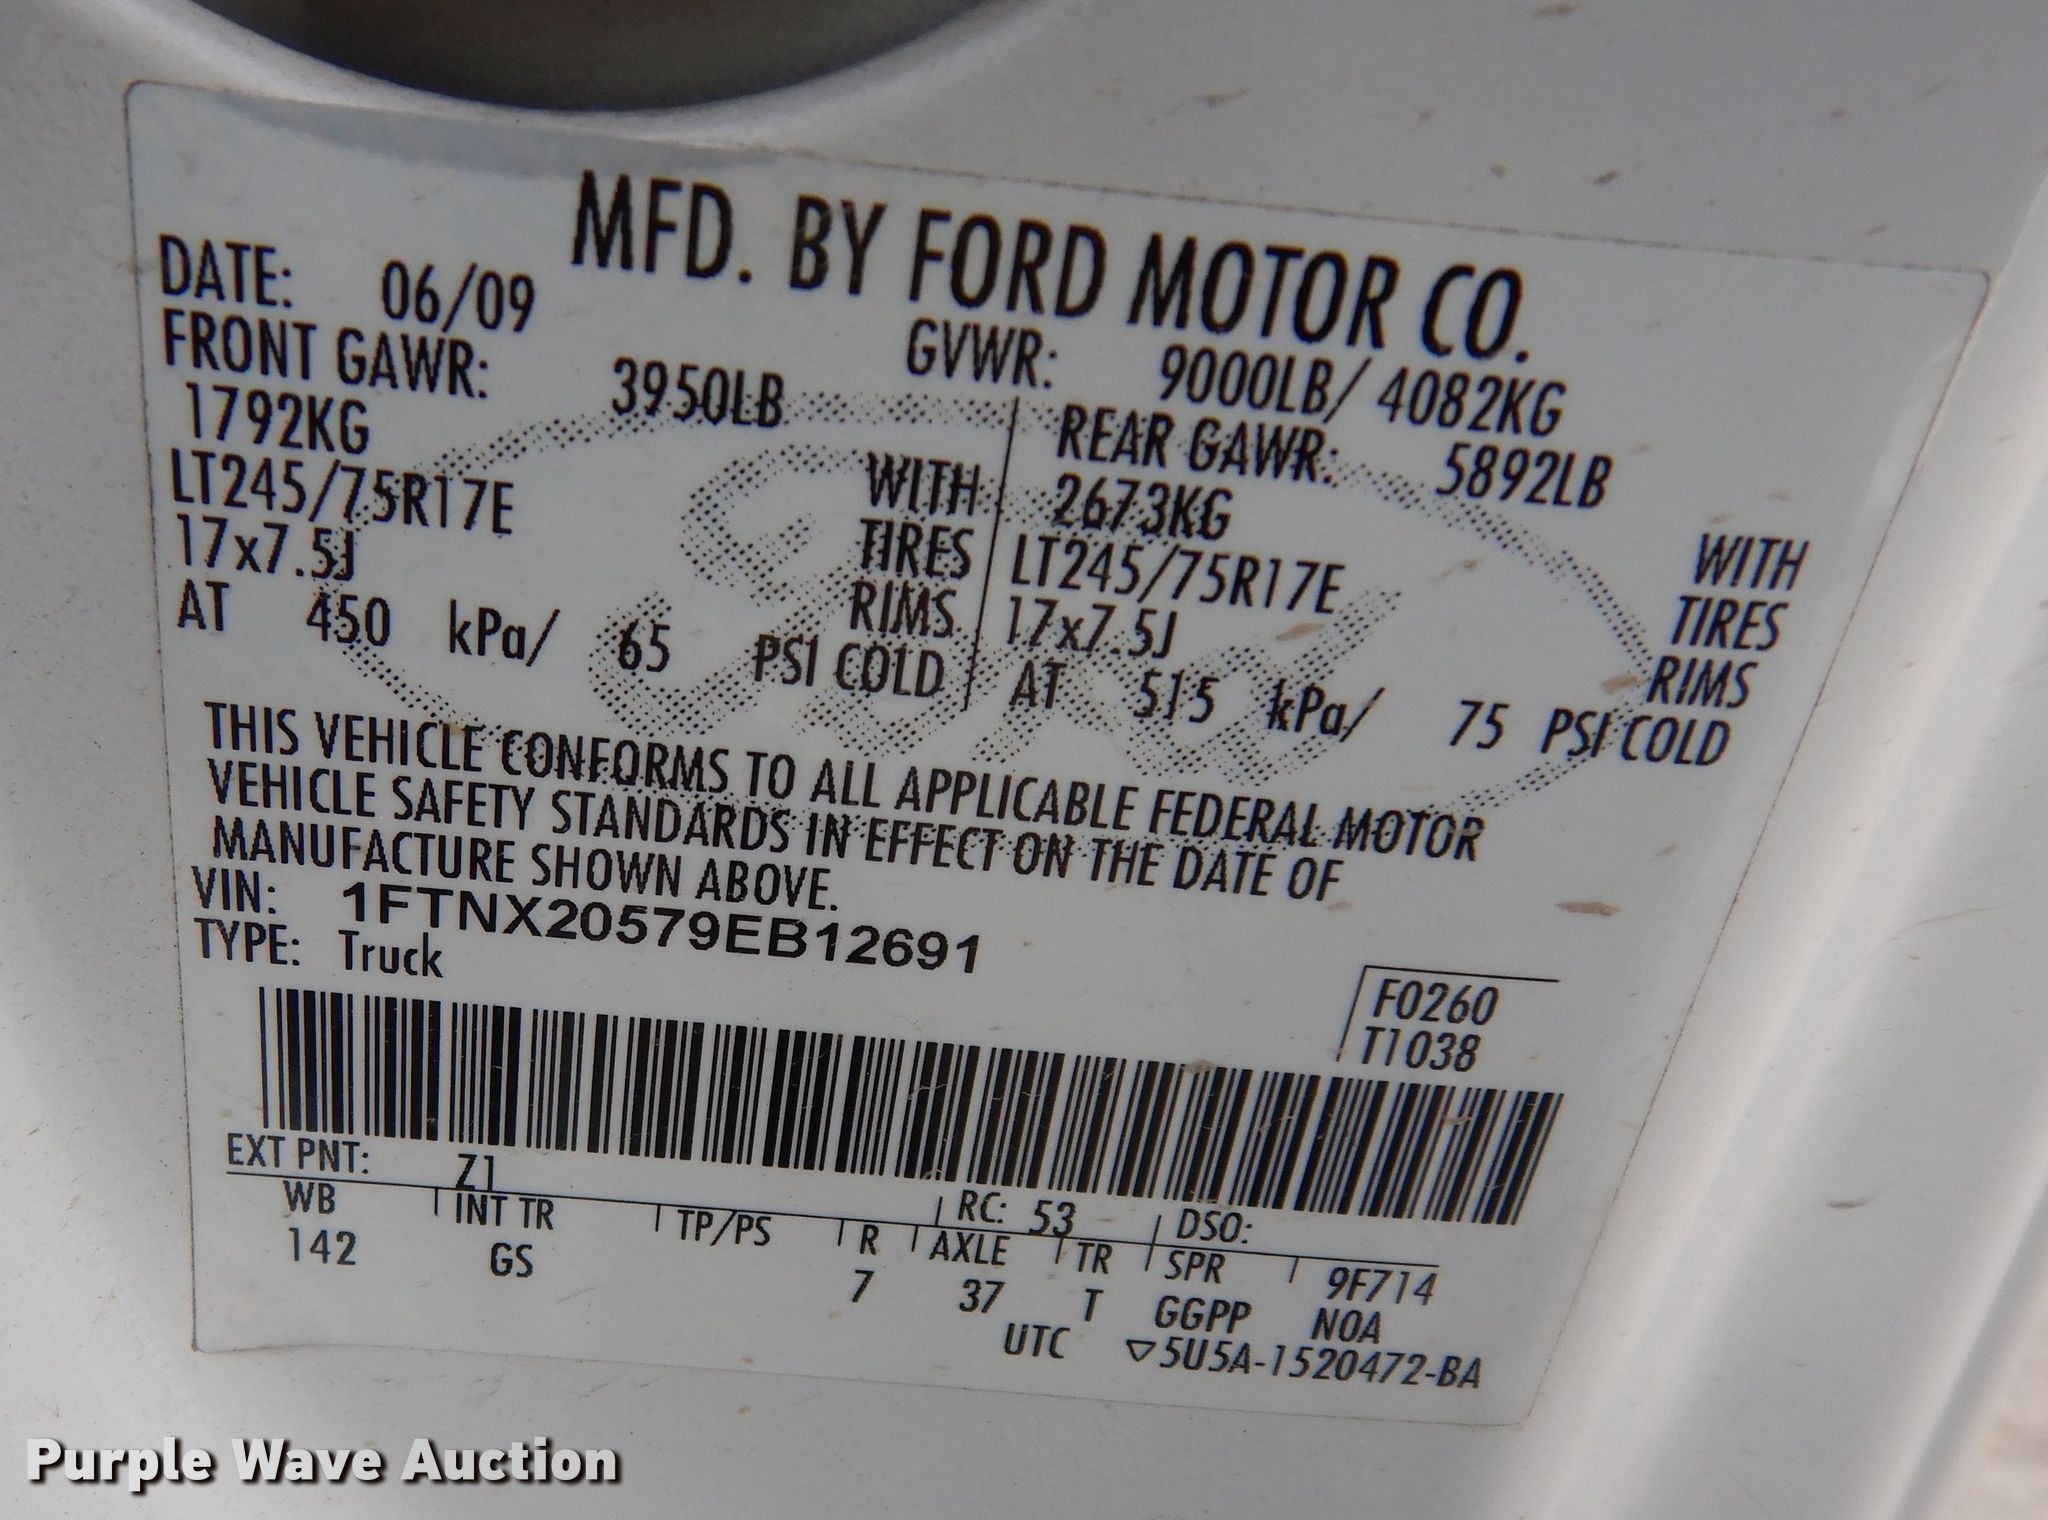 MFD. BY FORD MOTOR CO.
DATE: 06/09
GVWR: 9000LB/ 4082KG
FRONT GAWR: 3950LB
1792KG WITH
LT245/75R17E TIRES
17x7.5J RIMS
AT 450 kPa/ 65 PSI COLD
REAR GAWR: 5892LB
2673KG WITH
LT245/75R17E TIRES
17x7.5J RIMS
AT 515 kPa/ 75 PSI COLD
THIS VEHICLE CONFORMS TO ALL APPLICABLE FEDERAL MOTOR
VEHICLE SAFETY STANDARDS IN EFFECT ON THE DATE OF
MANUFACTURE SHOWN ABOVE.
VIN: 1FTNX20579EB12691
TYPE: Truck
F0260
T1038
EXT PNT: Z1 RC: 53 DSO:
WB INT TR TP/PS R AXLE TR SPR 9F714
142 GS 7 37 T GGPP NOA
UTC ▽5U5A-1520472-BA
Ford
Purple Wave Auction